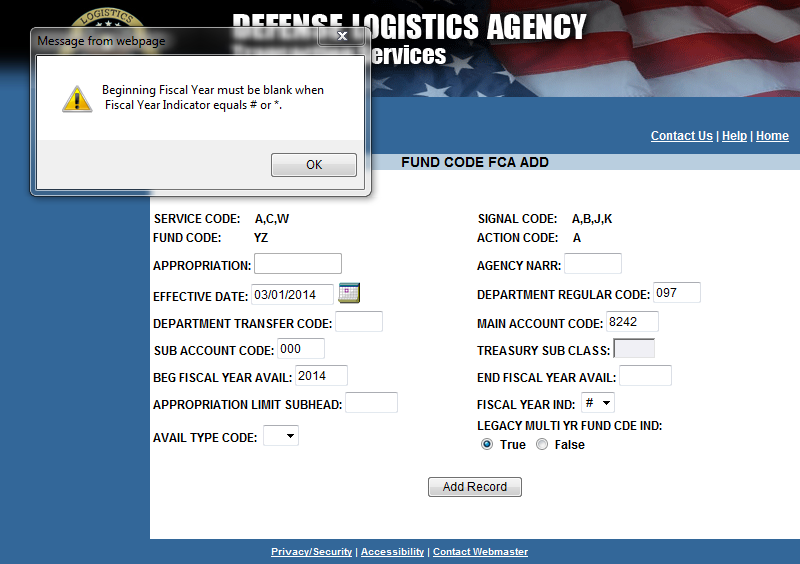 LOGISTICS
DEFENSE LOGISTICS AGENCY
ervices
Message from webpage
Beginning Fiscal Year must be blank when
Fiscal Year Indicator equals # or *.
OK
Contact Us | Help | Home
FUND CODE FCA ADD
SERVICE CODE: A,C,W
SIGNAL CODE: A,B,J,K
FUND CODE: YZ
ACTION CODE: A
APPROPRIATION:
AGENCY NARR:
EFFECTIVE DATE: 03/01/2014
DEPARTMENT REGULAR CODE: 097
DEPARTMENT TRANSFER CODE:
MAIN ACCOUNT CODE: 8242
SUB ACCOUNT CODE: 000
TREASURY SUB CLASS:
BEG FISCAL YEAR AVAIL: 2014
END FISCAL YEAR AVAIL:
APPROPRIATION LIMIT SUBHEAD:
FISCAL YEAR IND: #
LEGACY MULTI YR FUND CDE IND:
AVAIL TYPE CODE:
True False
Add Record
Privacy/Security | Accessibility | Contact Webmaster